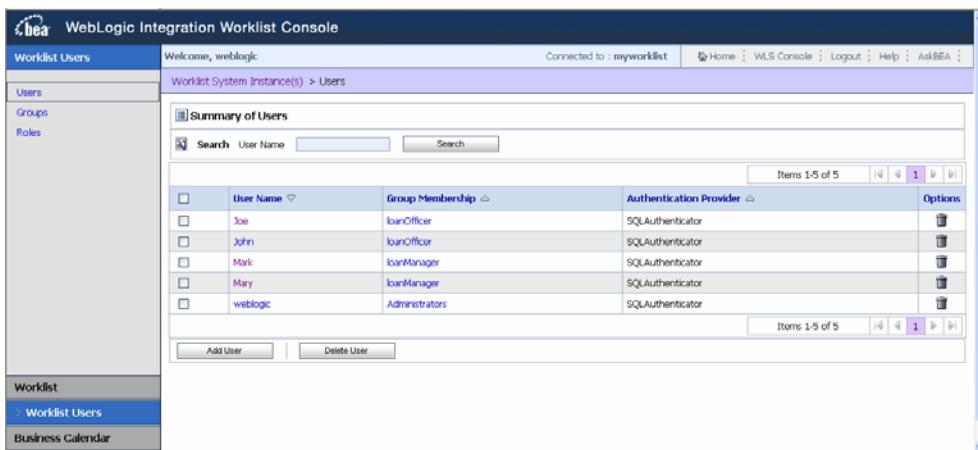 bea WebLogic Integration Worklist Console
Worklist Users
Welcome, weblogic
Connected to : myworklist
Home
WLS Console
Logout
Help
AskBEA
Worklist System Instance(s) > Users
Users
Groups
Roles
Summary of Users
Search User Name Search
Items 1-5 of 5 1
User Name Group Membership Authentication Provider Options
Joe loanOfficer SQLAuthenticator
John loanOfficer SQLAuthenticator
Mark loanManager SQLAuthenticator
Mary loanManager SQLAuthenticator
weblogic Administrators SQLAuthenticator
Items 1-5 of 5 1
Add User Delete User
Worklist
Worklist Users
Business Calendar